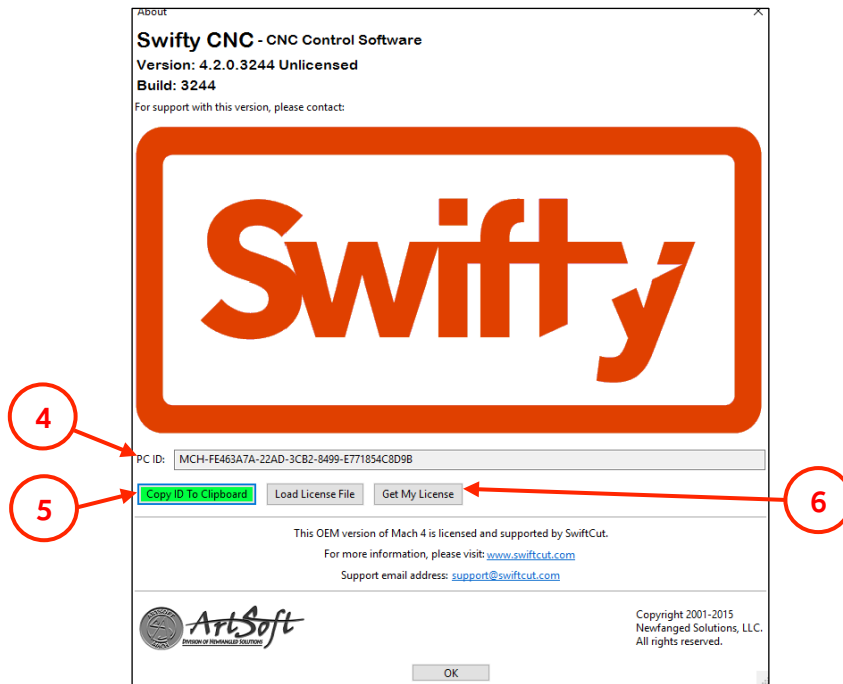 About
Swifty CNC - CNC Control Software
Version: 4.2.0.3244 Unlicensed
Build: 3244
For support with this version, please contact:
Swifty
4
PC ID: MCH-FE463A7A-22AD-3CB2-8499-E771854C8D9B
5
Copy ID To Clipboard Load License File Get My License
6
This OEM version of Mach 4 is licensed and supported by SwiftCut.
For more information, please visit: www.swiftcut.com
Support email address: support@swiftcut.com
ArtSoft
DIVISION OF NEWFANGLED SOLUTIONS
Copyright 2001-2015
Newfanged Solutions, LLC.
All rights reserved.
OK